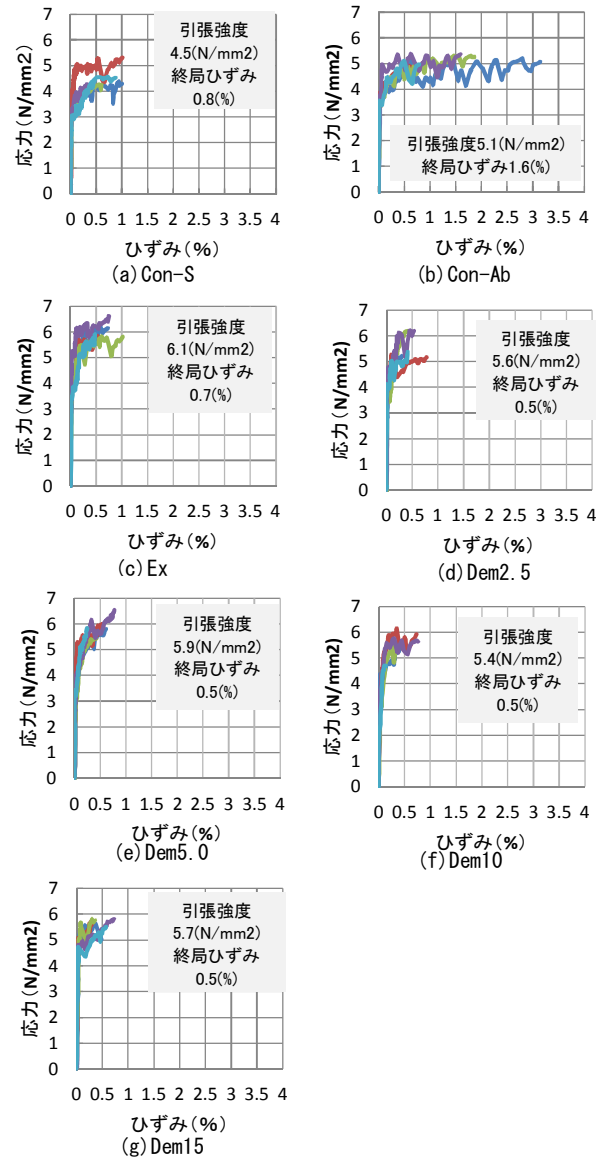 7
6
5
4
3
2
1
0
応力(N/mm2)
引張強度
4.5(N/mm2)
終局ひずみ
0.8(%)
0 0.5 1 1.5 2 2.5 3 3.5 4
ひずみ(%)
(a)Con-S
7
6
5
4
3
2
1
0
応力(N/mm2)
引張強度5.1(N/mm2)
終局ひずみ1.6(%)
0 0.5 1 1.5 2 2.5 3 3.5 4
ひずみ(%)
(b)Con-Ab
7
6
5
4
3
2
1
0
応力(N/mm2)
引張強度
6.1(N/mm2)
終局ひずみ
0.7(%)
0 0.5 1 1.5 2 2.5 3 3.5 4
ひずみ(%)
(c)Ex
7
6
5
4
3
2
1
0
応力(N/mm2)
引張強度
5.6(N/mm2)
終局ひずみ
0.5(%)
0 0.5 1 1.5 2 2.5 3 3.5 4
ひずみ(%)
(d)Dem2.5
7
6
5
4
3
2
1
0
応力(N/mm2)
引張強度
5.9(N/mm2)
終局ひずみ
0.5(%)
0 0.5 1 1.5 2 2.5 3 3.5 4
ひずみ(%)
(e)Dem5.0
7
6
5
4
3
2
1
0
応力(N/mm2)
引張強度
5.4(N/mm2)
終局ひずみ
0.5(%)
0 0.5 1 1.5 2 2.5 3 3.5 4
ひずみ(%)
(f)Dem10
7
6
5
4
3
2
1
0
応力(N/mm2)
引張強度
5.7(N/mm2)
終局ひずみ
0.5(%)
0 0.5 1 1.5 2 2.5 3 3.5 4
ひずみ(%)
(g)Dem15